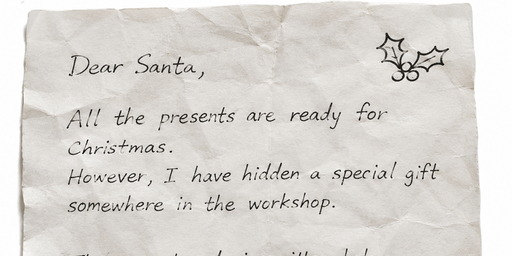 Dear Santa,
All the presents are ready for
Christmas.
However, I have hidden a special gift
somewhere in the workshop.